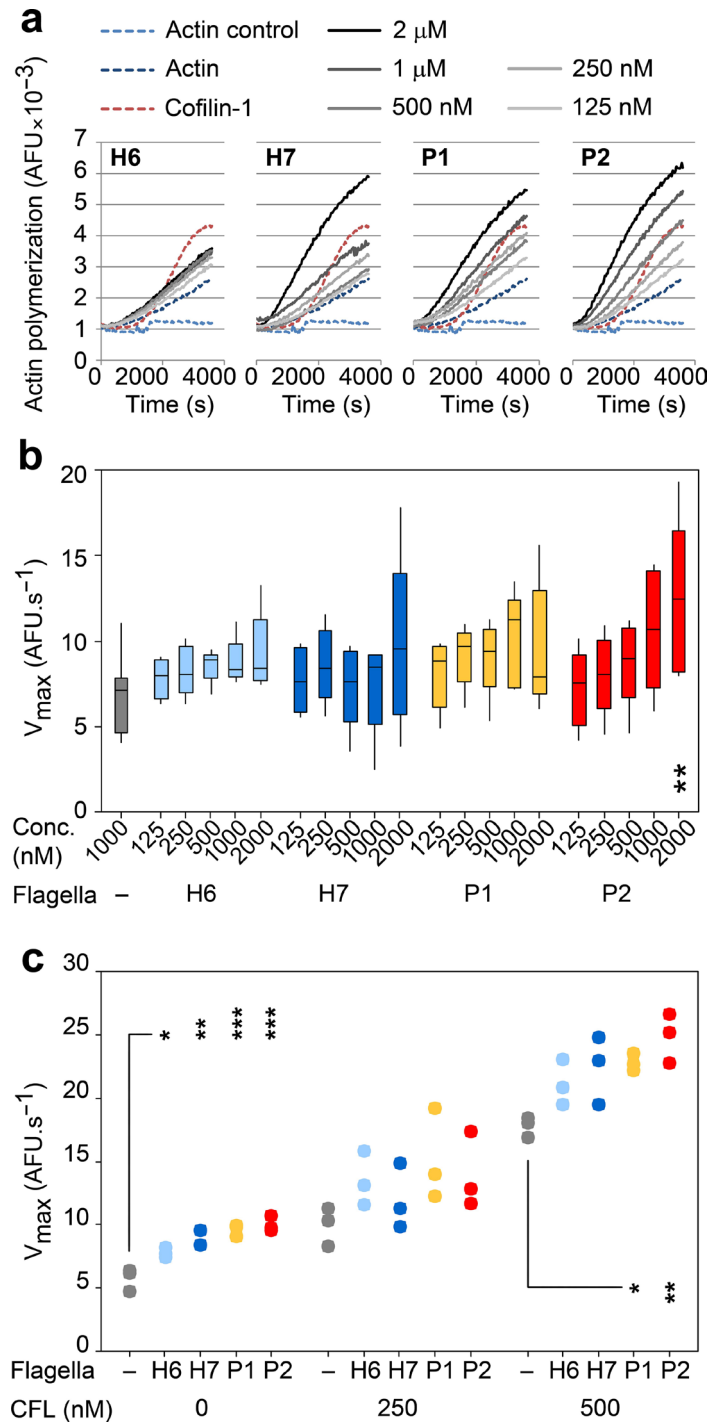 a
Actin control
2 µM
Actin
1 µM
250 nM
Cofilin-1
500 nM
125 nM
Actin polymerization (AFU×10−3)
7
6
5
4
3
2
1
0
H6
H7
P1
P2
0 2000 4000
0 2000 4000
0 2000 4000
0 2000 4000
Time (s)
Time (s)
Time (s)
Time (s)
b
Vmax (AFU.s−1)
20
15
10
5
0
**
Conc. (nM)
1000 125 250 500 1000 2000 125 250 500 1000 2000 125 250 500 1000 2000 125 250 500 1000 2000
Flagella – H6 H7 P1 P2
c
Vmax (AFU.s−1)
30
25
20
15
10
5
0
* ** *** ***
* **
Flagella – H6 H7 P1 P2 – H6 H7 P1 P2 – H6 H7 P1 P2
CFL (nM) 0 250 500